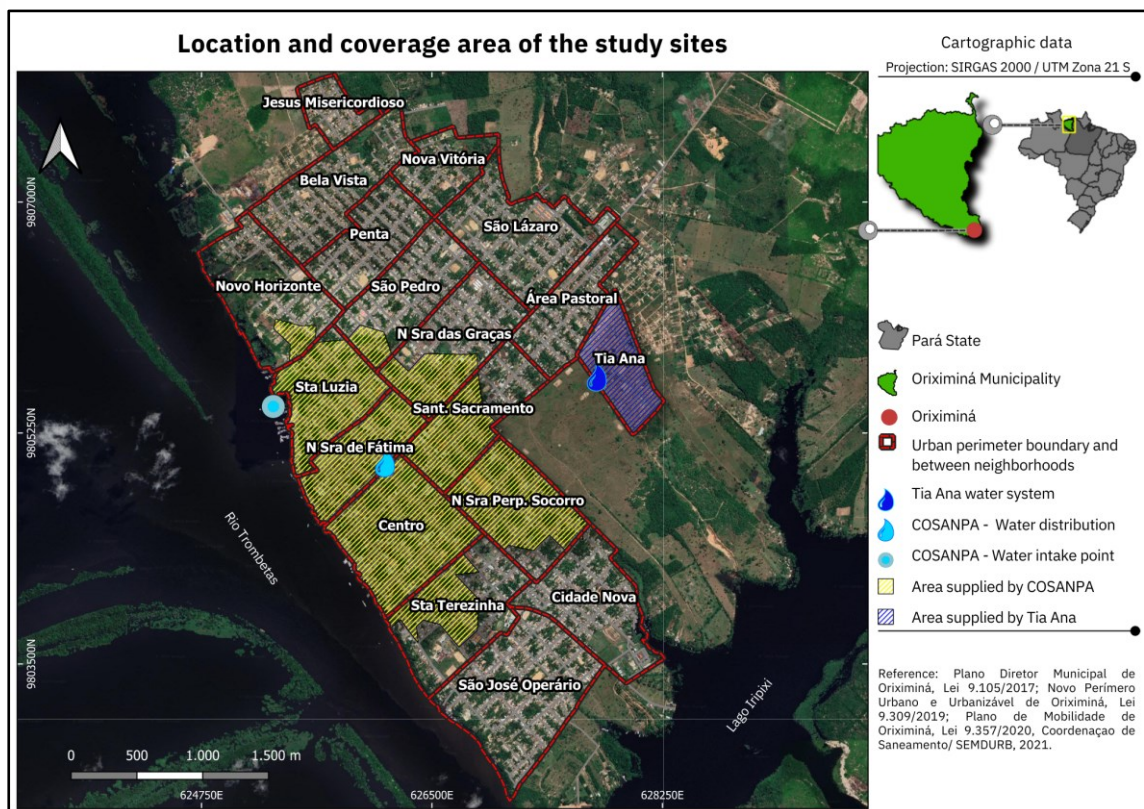 Location and coverage area of the study sites
Cartographic data
Projection: SIRGAS 2000 / UTM Zona 21 S
Jesus Misericordioso
Nova Vitória
Bela Vista
São Lázaro
Penta
Novo Horizonte
São Pedro
Área Pastoral
N Sra das Graças
Tia Ana
Sta Luzia
Sant. Sacramento
N Sra de Fátima
N Sra Perp. Socorro
Centro
Sta Terezinha
Cidade Nova
São José Operário
Rio Trombetas
Lago Iripixi
9807000N
9805250N
9803500N
624750E
626500E
628250E
0 500 1.000 1.500 m
Pará State
Oriximiná Municipality
Oriximiná
Urban perimeter boundary and
between neighborhoods
Tia Ana water system
COSANPA - Water distribution
COSANPA - Water intake point
Area supplied by COSANPA
Area supplied by Tia Ana
Reference: Plano Diretor Municipal de
Oriximiná, Lei 9.105/2017; Novo Perímero
Urbano e Urbanizável de Oriximiná, Lei
9.309/2019; Plano de Mobilidade de
Oriximiná, Lei 9.357/2020, Coordenaçao de
Saneamento/ SEMDURB, 2021.